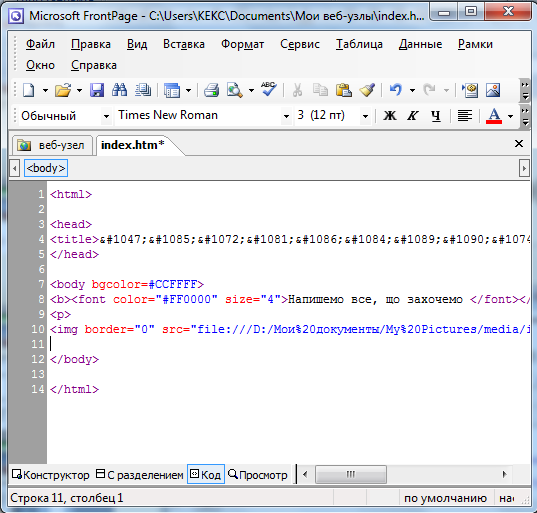 Microsoft FrontPage - C:\Users\КЕКС\Documents\Мои веб-узлы\index.h...
Файл Правка Вид Вставка Формат Сервис Таблица Данные Рамки
Окно Справка
Обычный Times New Roman 3 (12 пт) Ж A
веб-узел index.htm*
<body>
1 <html>
2
3 <head>
4 <title>&#1047;&#1085;&#1072;&#1081;&#1086;&#1084;&#1089;&#1090;&#1074
5 </head>
6
7 <body bgcolor=#CCFFFF>
8 <b><font color="#FF0000" size="4">Напишемо все, що захочемо </font></
9 <p>
10 <img border="0" src="file:///D:/Мои%20документы/My%20Pictures/media/i
11
12 </body>
13
14 </html>
Конструктор С разделением Код Просмотр
Строка 11, столбец 1 по умолчанию нас